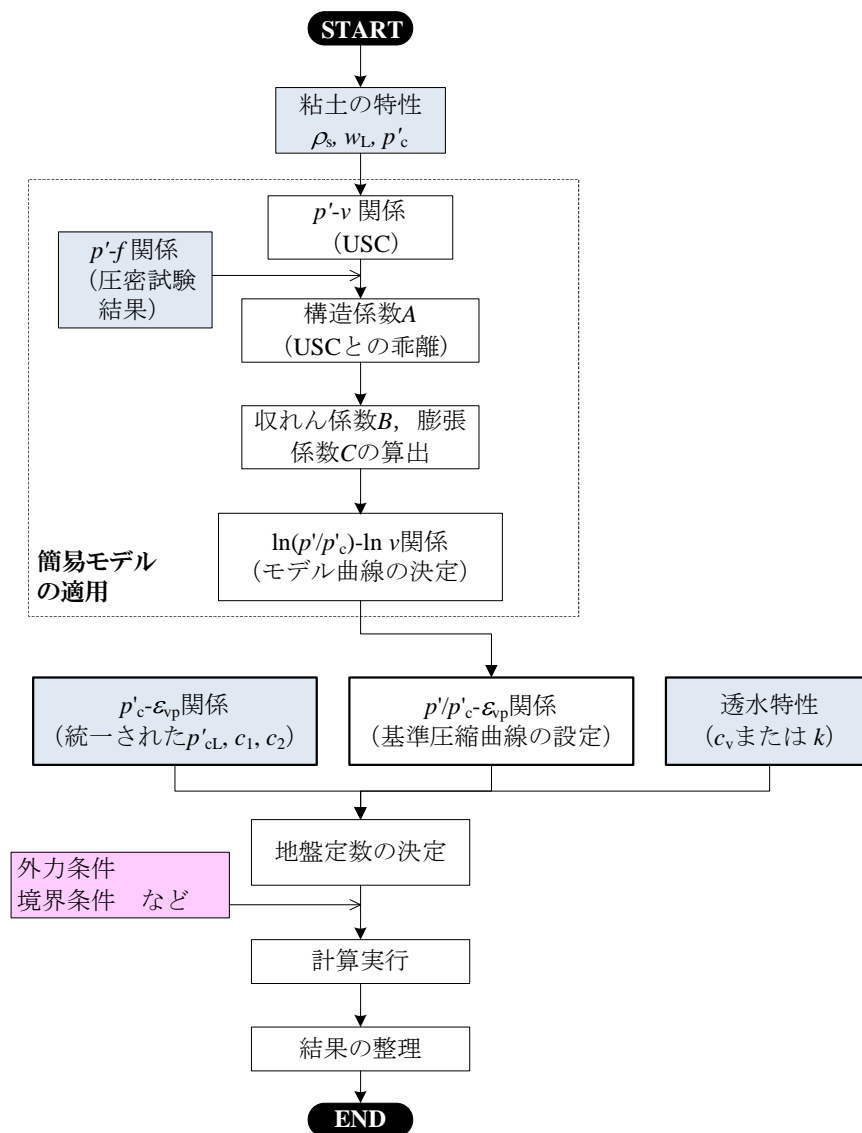 START
粘土の特性
ρs, wL, p'c
p'-v 関係
（USC）
p'-f 関係
（圧密試験
結果）
構造係数A
（USCとの乖離）
収れん係数B，膨張
係数Cの算出
ln(p'/p'c)-ln v関係
（モデル曲線の決定）
簡易モデル
の適用
p'c-εvp関係
（統一されたp'cL, c1, c2）
p'/p'c-εvp関係
（基準圧縮曲線の設定）
透水特性
（cvまたは k）
地盤定数の決定
外力条件
境界条件　など
計算実行
結果の整理
END